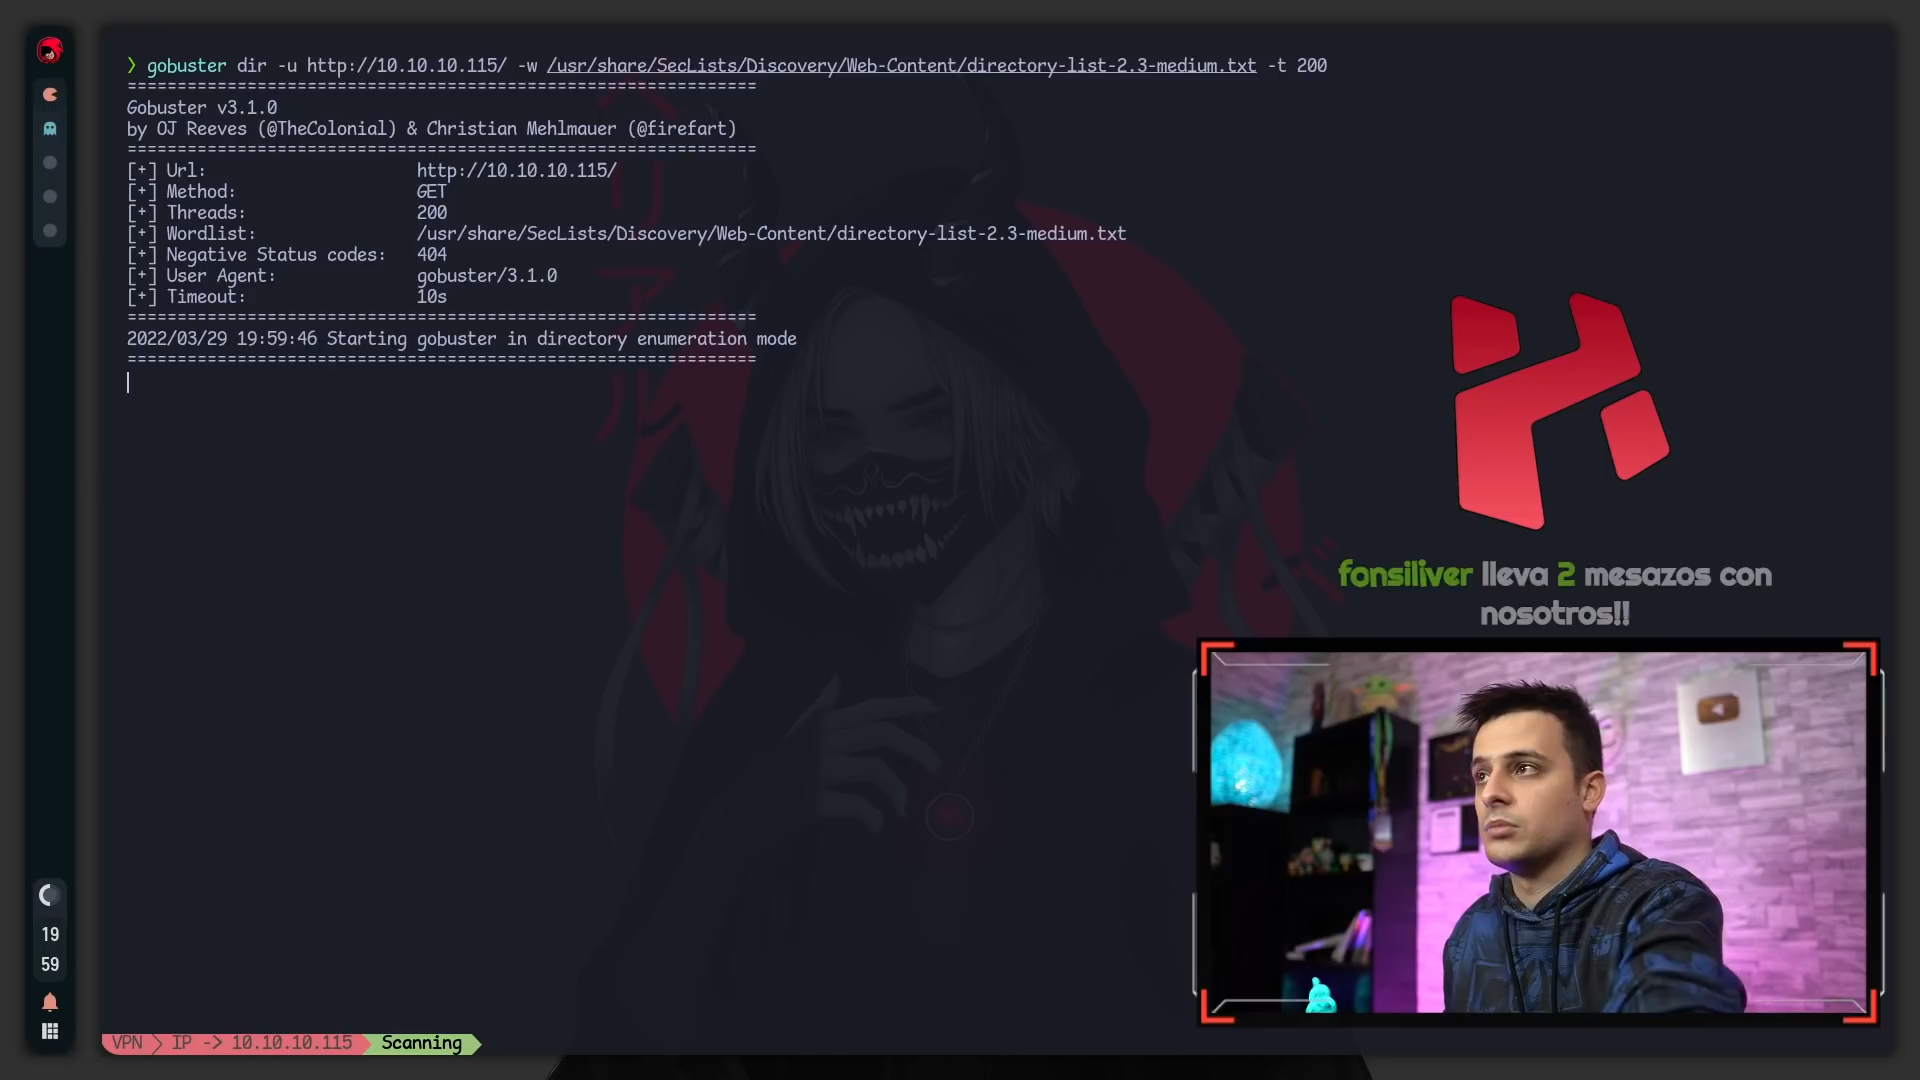 ❯ gobuster dir -u http://10.10.10.115/ -w /usr/share/SecLists/Discovery/Web-Content/directory-list-2.3-medium.txt -t 200
===============================================================
Gobuster v3.1.0
by OJ Reeves (@TheColonial) & Christian Mehlmauer (@firefart)
===============================================================
[+] Url: http://10.10.10.115/
[+] Method: GET
[+] Threads: 200
[+] Wordlist: /usr/share/SecLists/Discovery/Web-Content/directory-list-2.3-medium.txt
[+] Negative Status codes: 404
[+] User Agent: gobuster/3.1.0
[+] Timeout: 10s
===============================================================
2022/03/29 19:59:46 Starting gobuster in directory enumeration mode
===============================================================
fonsiliver lleva 2 mesazos con
nosotros!!
19
59
VPN IP -> 10.10.10.115 Scanning